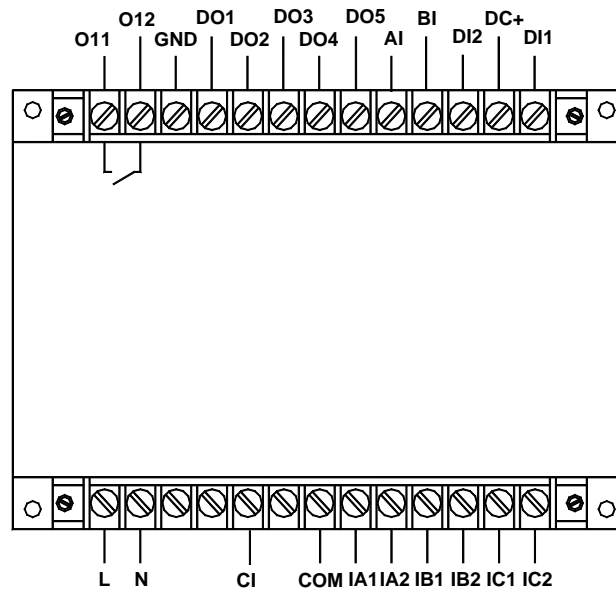 O12 DO1 DO3 DO5 BI DC+
O11 GND DO2 DO4 AI DI2 DI1
L N CI COM IA1 IA2 IB1 IB2 IC1 IC2